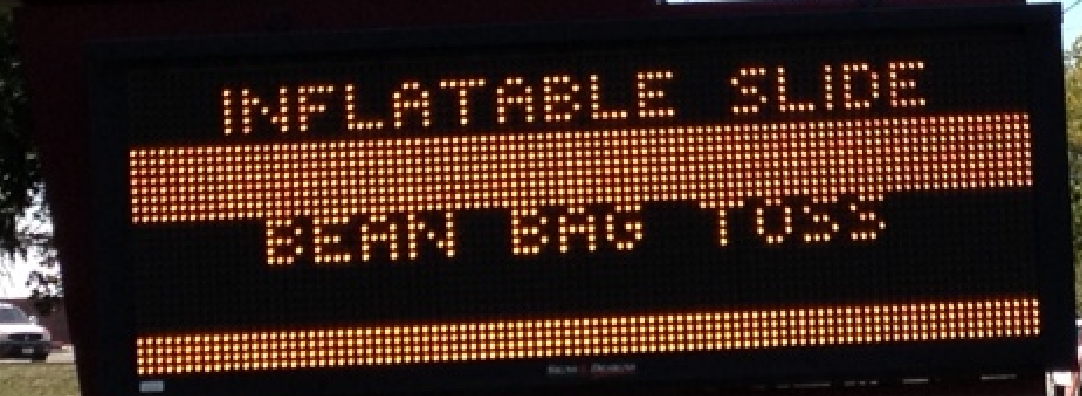 INFLATABLE SLIDE
BEAN BAG TOSS